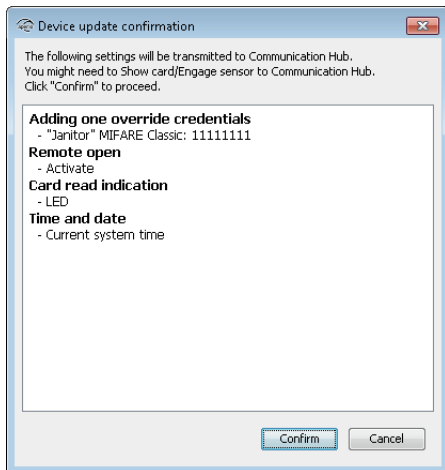 Device update confirmation
The following settings will be transmitted to Communication Hub.
You might need to Show card/Engage sensor to Communication Hub.
Click "Confirm" to proceed.
Adding one override credentials
- "Janitor" MIFARE Classic: 11111111
Remote open
- Activate
Card read indication
- LED
Time and date
- Current system time
Confirm Cancel